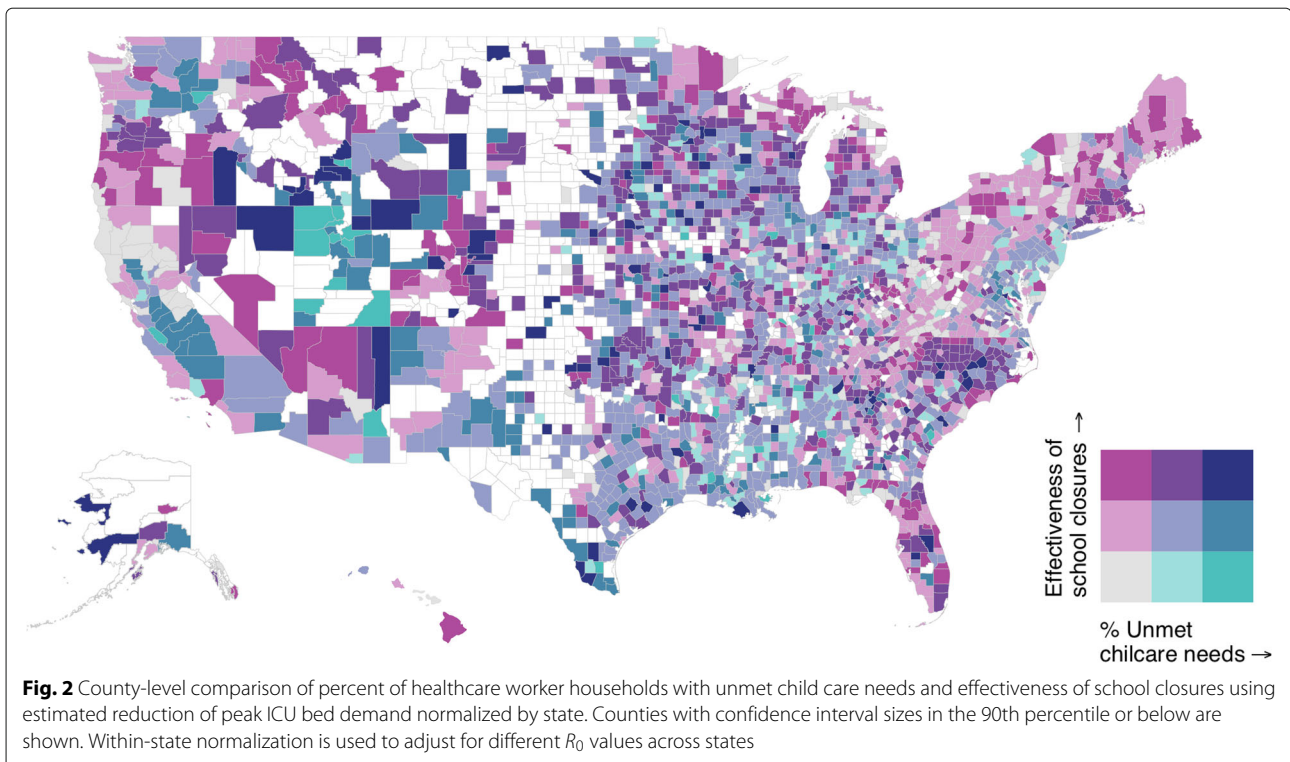 Effectiveness of
school closures →
% Unmet
chilcare needs →
Fig. 2 County-level comparison of percent of healthcare worker households with unmet child care needs and effectiveness of school closures using
estimated reduction of peak ICU bed demand normalized by state. Counties with confidence interval sizes in the 90th percentile or below are
shown. Within-state normalization is used to adjust for different R0 values across states